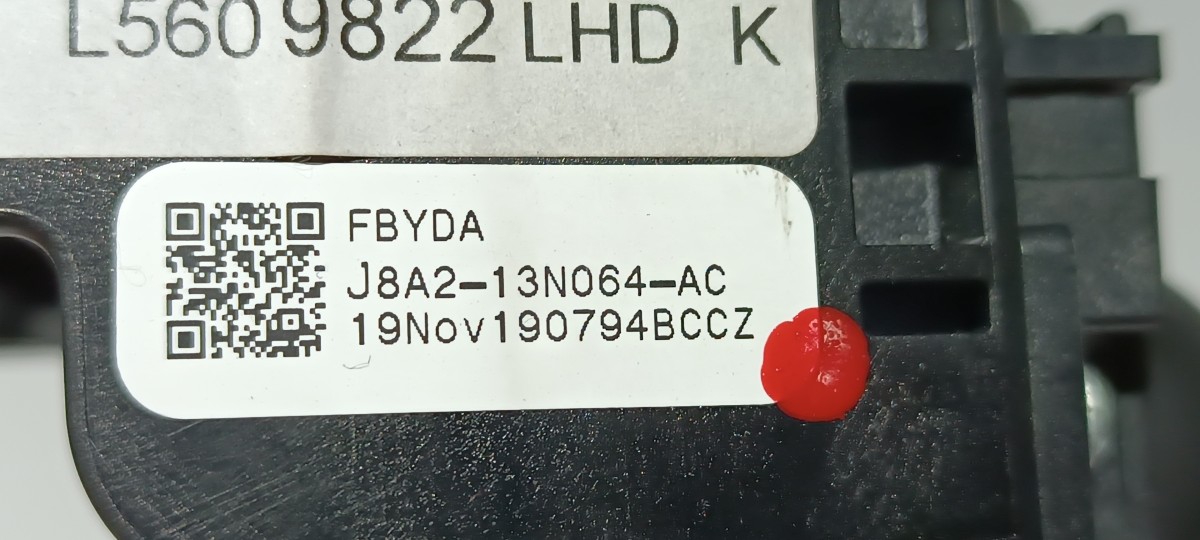 L560 9822 LHD K
FBYDA
J8A2-13N064-AC
19Nov190794BCCZ